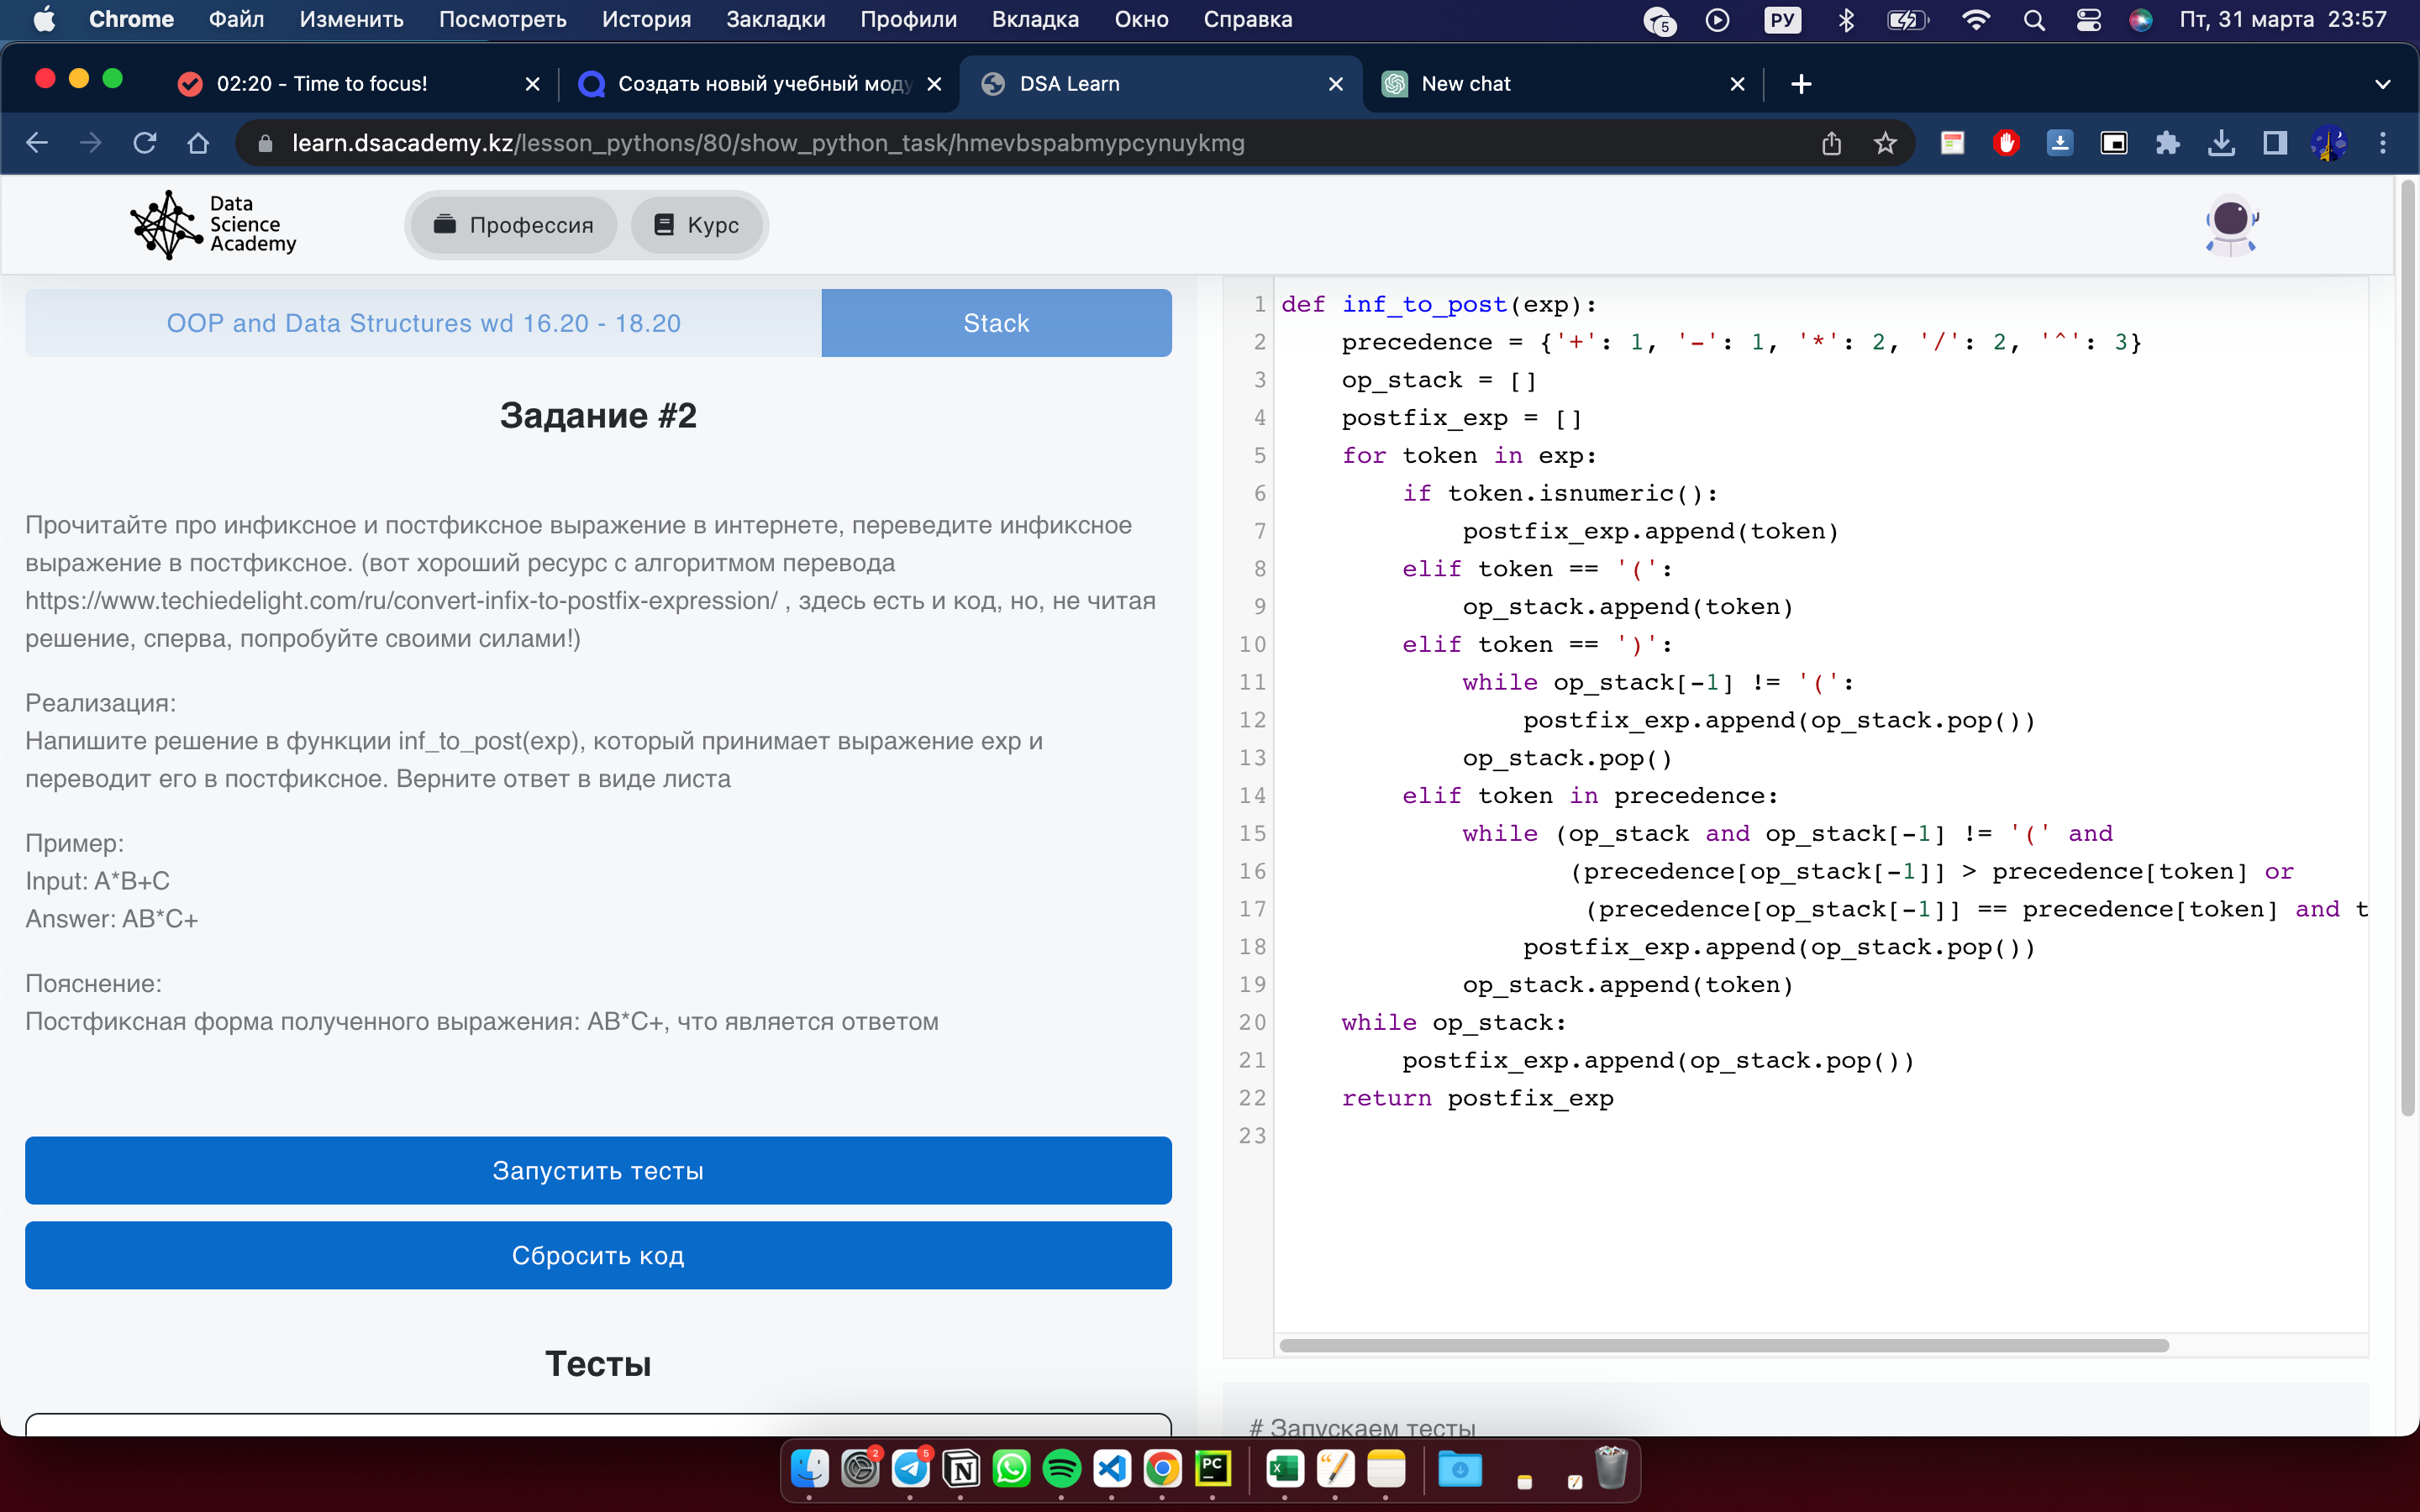 Chrome Файл Изменить Посмотреть История Закладки Профили Вкладка Окно Справка 5 РУ Пт, 31 марта 23:57
02:20 - Time to focus! Создать новый учебный моду DSA Learn New chat
learn.dsacademy.kz/lesson_pythons/80/show_python_task/hmevbspabmypcynuykmg
Data
Science
Academy
Профессия Курс
OOP and Data Structures wd 16.20 - 18.20 Stack
Задание #2
Прочитайте про инфиксное и постфиксное выражение в интернете, переведите инфиксное
выражение в постфиксное. (вот хороший ресурс с алгоритмом перевода
https://www.techiedelight.com/ru/convert-infix-to-postfix-expression/ , здесь есть и код, но, не читая
решение, сперва, попробуйте своими силами!)
Реализация:
Напишите решение в функции inf_to_post(exp), который принимает выражение exp и
переводит его в постфиксное. Верните ответ в виде листа
Пример:
Input: A*B+C
Answer: AB*C+
Пояснение:
Постфиксная форма полученного выражения: AB*C+, что является ответом
Запустить тесты
Сбросить код
Тесты
1 def inf_to_post(exp):
2     precedence = {'+': 1, '-': 1, '*': 2, '/': 2, '^': 3}
3     op_stack = []
4     postfix_exp = []
5     for token in exp:
6         if token.isnumeric():
7             postfix_exp.append(token)
8         elif token == '(':
9             op_stack.append(token)
10         elif token == ')':
11             while op_stack[-1] != '(':
12                 postfix_exp.append(op_stack.pop())
13             op_stack.pop()
14         elif token in precedence:
15             while (op_stack and op_stack[-1] != '(' and
16                    (precedence[op_stack[-1]] > precedence[token] or
17                     (precedence[op_stack[-1]] == precedence[token] and t
18                 postfix_exp.append(op_stack.pop())
19             op_stack.append(token)
20     while op_stack:
21         postfix_exp.append(op_stack.pop())
22     return postfix_exp
23
# Запускаем тесты
2 5 PC